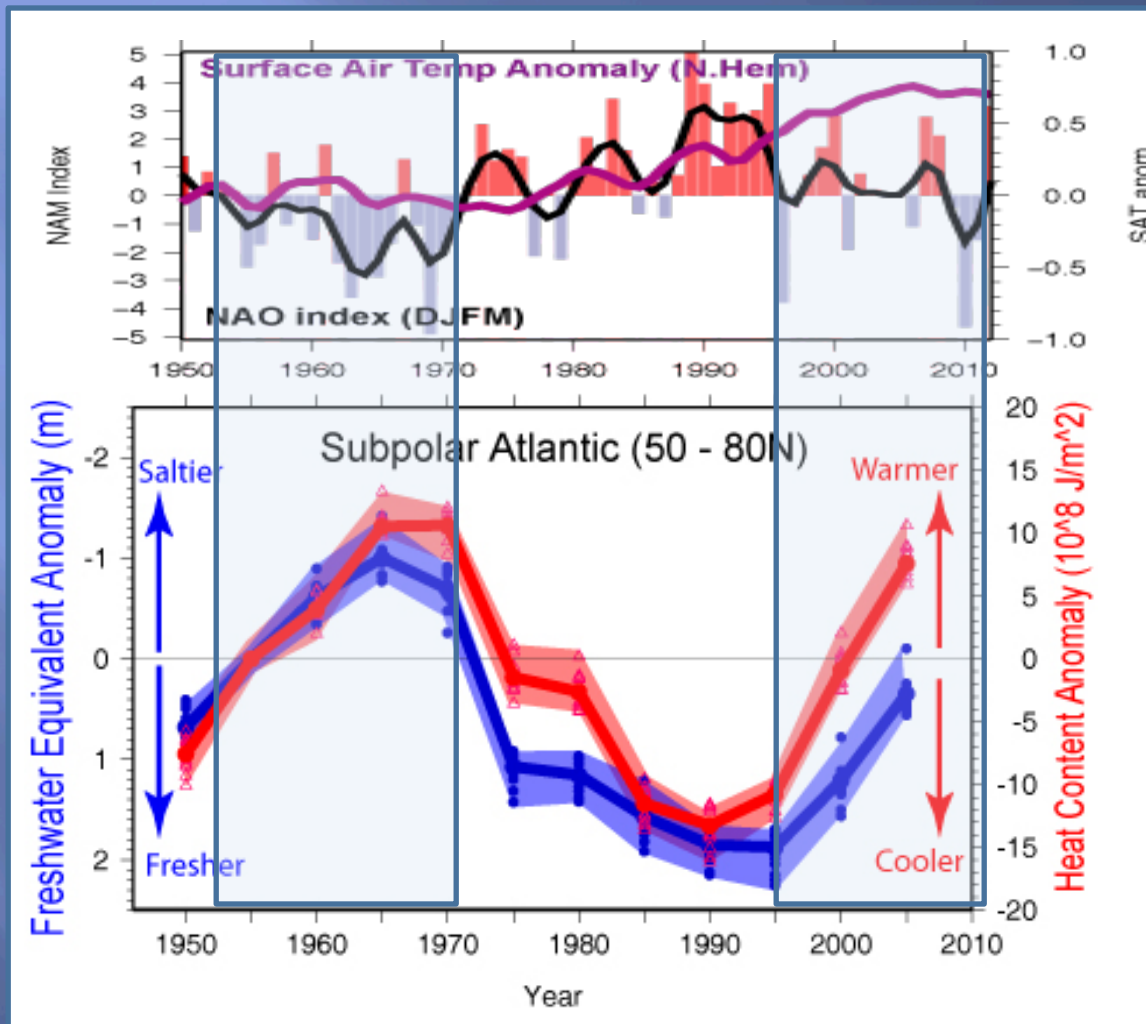 Surface Air Temp Anomaly (N.Hem)
NAM Index
5
4
3
2
1
0
−1
−2
−3
−4
−5
1.0
0.5
0.0
−0.5
−1.0
SAT anom
NAO index (DJFM)
1950 1960 1970 1980 1990 2000 2010
Subpolar Atlantic (50 - 80N)
Freshwater Equivalent Anomaly (m)
-2
-1
0
1
2
Saltier
Fresher
Warmer
Cooler
20
15
10
5
0
-5
-10
-15
-20
Heat Content Anomaly (10^8 J/m^2)
1950 1960 1970 1980 1990 2000 2010
Year